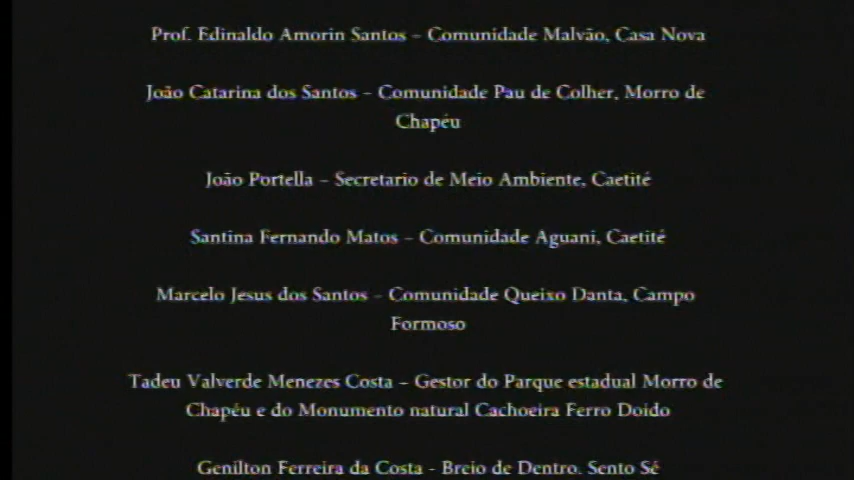 Prof. Edinaldo Amorin Santos – Comunidade Malvão, Casa Nova
João Catarina dos Santos – Comunidade Pau de Colher, Morro de
Chapéu
João Portella – Secretario de Meio Ambiente, Caetité
Santina Fernando Matos – Comunidade Aguani, Caetité
Marcelo Jesus dos Santos – Comunidade Queixo Danta, Campo
Formoso
Tadeu Valverde Menezes Costa – Gestor do Parque estadual Morro de
Chapéu e do Monumento natural Cachoeira Ferro Doido
Genilton Ferreira da Costa - Brejo de Dentro, Sento Sé